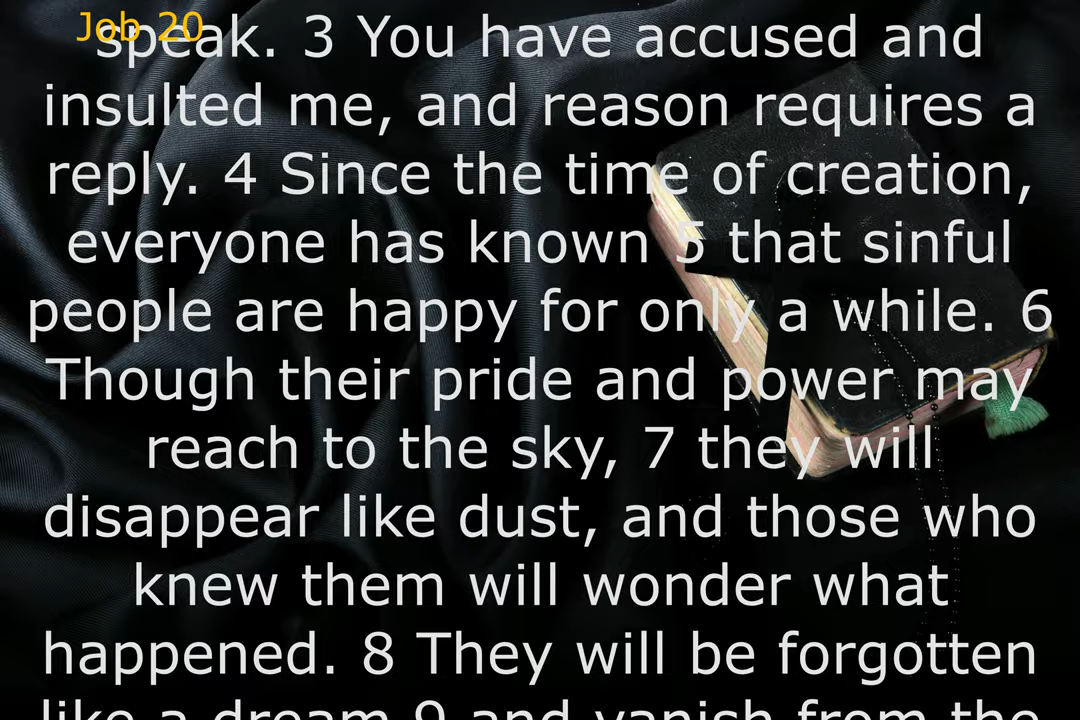 Job 20
speak. 3 You have accused and
insulted me, and reason requires a
reply. 4 Since the time of creation,
everyone has known 5 that sinful
people are happy for only a while. 6
Though their pride and power may
reach to the sky, 7 they will
disappear like dust, and those who
knew them will wonder what
happened. 8 They will be forgotten
like a dream 9 and vanish from the